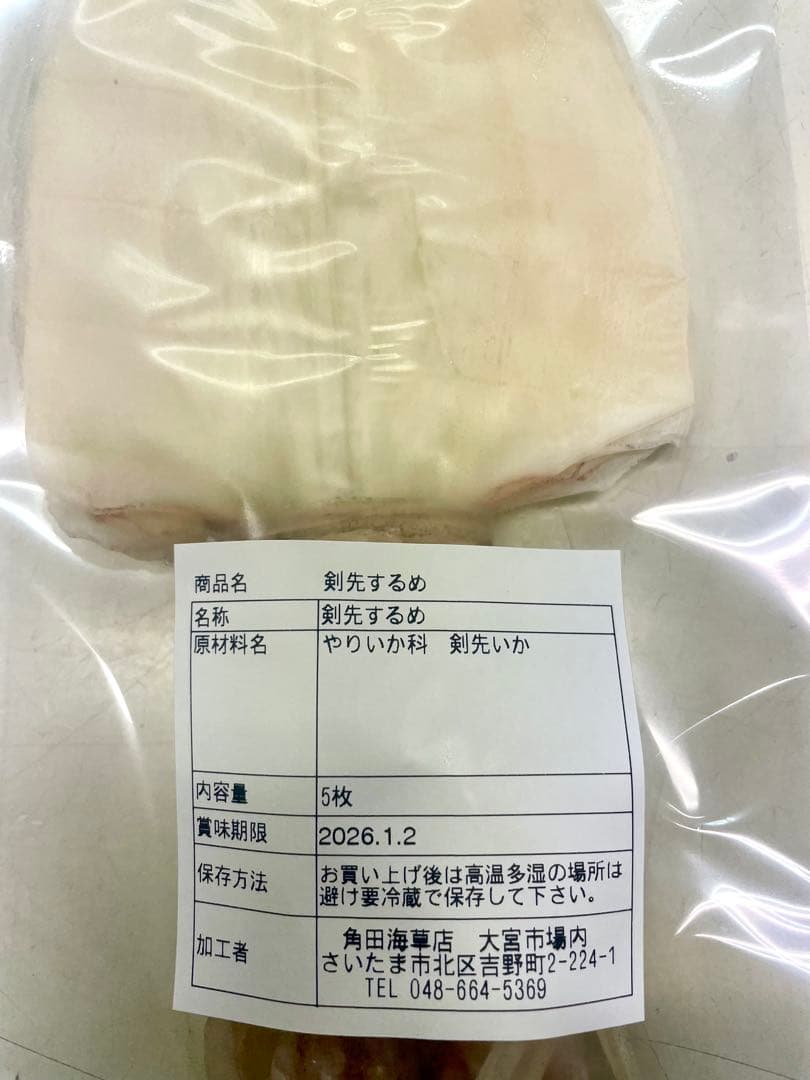 商品名 剣先するめ
名称 剣先するめ
原材料名 やりいか科 剣先いか
内容量 5枚
賞味期限 2026.1.2
保存方法 お買い上げ後は高温多湿の場所は
避け要冷蔵で保存して下さい。
加工者 角田海草店 大宮市場内
さいたま市北区吉野町2-224-1
TEL 048-664-5369